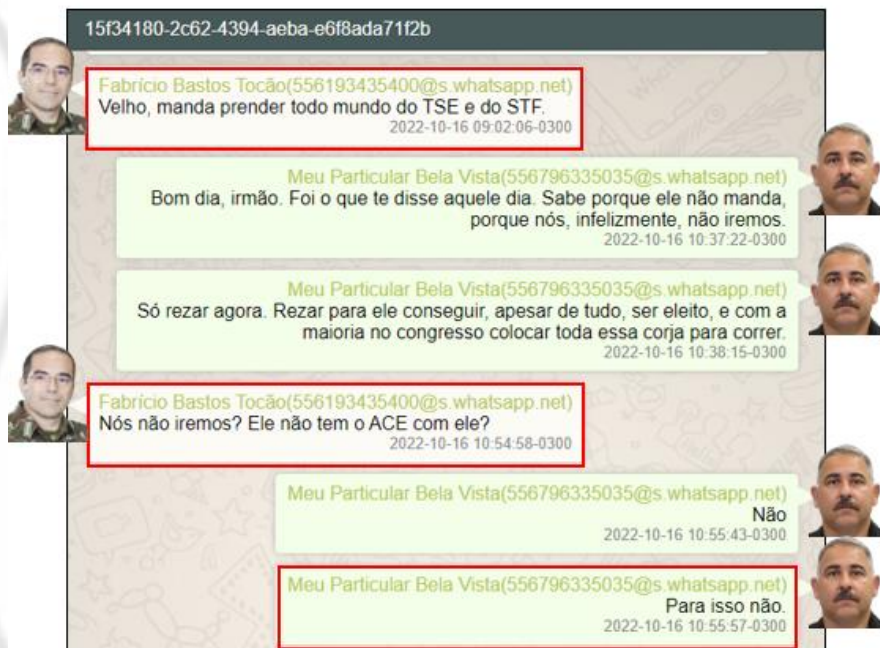 15f34180-2c62-4394-aeba-e6f8ada71f2b
Fabrício Bastos Tocão(556193435400@s.whatsapp.net)
Velho, manda prender todo mundo do TSE e do STF.
2022-10-16 09:02:06-0300
Meu Particular Bela Vista(556796335035@s.whatsapp.net)
Bom dia, irmão. Foi o que te disse aquele dia. Sabe porque ele não manda,
porque nós, infelizmente, não iremos.
2022-10-16 10:37:22-0300
Meu Particular Bela Vista(556796335035@s.whatsapp.net)
Só rezar agora. Rezar para ele conseguir, apesar de tudo, ser eleito, e com a
maioria no congresso colocar toda essa corja para correr.
2022-10-16 10:38:15-0300
Fabrício Bastos Tocão(556193435400@s.whatsapp.net)
Nós não iremos? Ele não tem o ACE com ele?
2022-10-16 10:54:58-0300
Meu Particular Bela Vista(556796335035@s.whatsapp.net)
Não
2022-10-16 10:55:43-0300
Meu Particular Bela Vista(556796335035@s.whatsapp.net)
Para isso não.
2022-10-16 10:55:57-0300